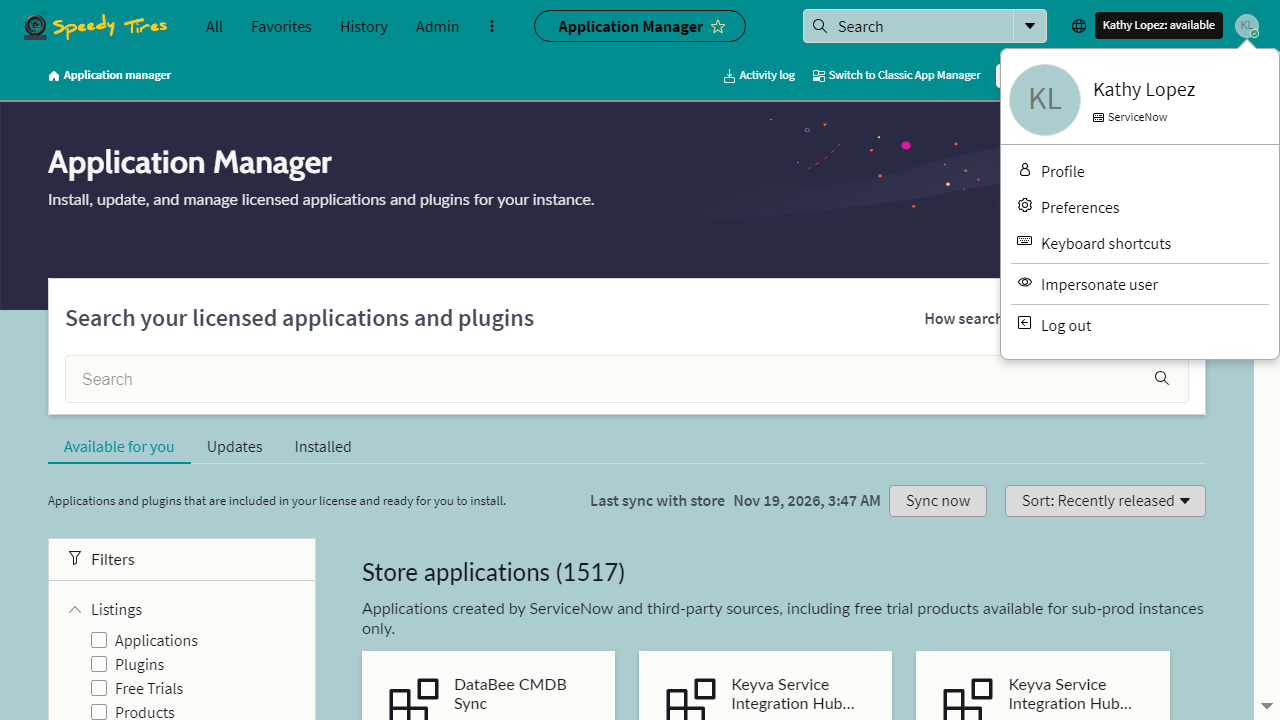 Speedy Tires
All
Favorites
History
Admin
Application Manager
Search
Kathy Lopez: available
KL
Application manager
Activity log
Switch to Classic App Manager
KL
Kathy Lopez
ServiceNow
Profile
Preferences
Keyboard shortcuts
Impersonate user
Log out
Application Manager
Install, update, and manage licensed applications and plugins for your instance.
Search your licensed applications and plugins
How search
Search
Available for you
Updates
Installed
Applications and plugins that are included in your license and ready for you to install.
Last sync with store Nov 19, 2026, 3:47 AM
Sync now
Sort: Recently released
Filters
Listings
Applications
Plugins
Free Trials
Products
Store applications (1517)
Applications created by ServiceNow and third-party sources, including free trial products available for sub-prod instances
only.
DataBee CMDB
Sync
Keyva Service
Integration Hub...
Keyva Service
Integration Hub...